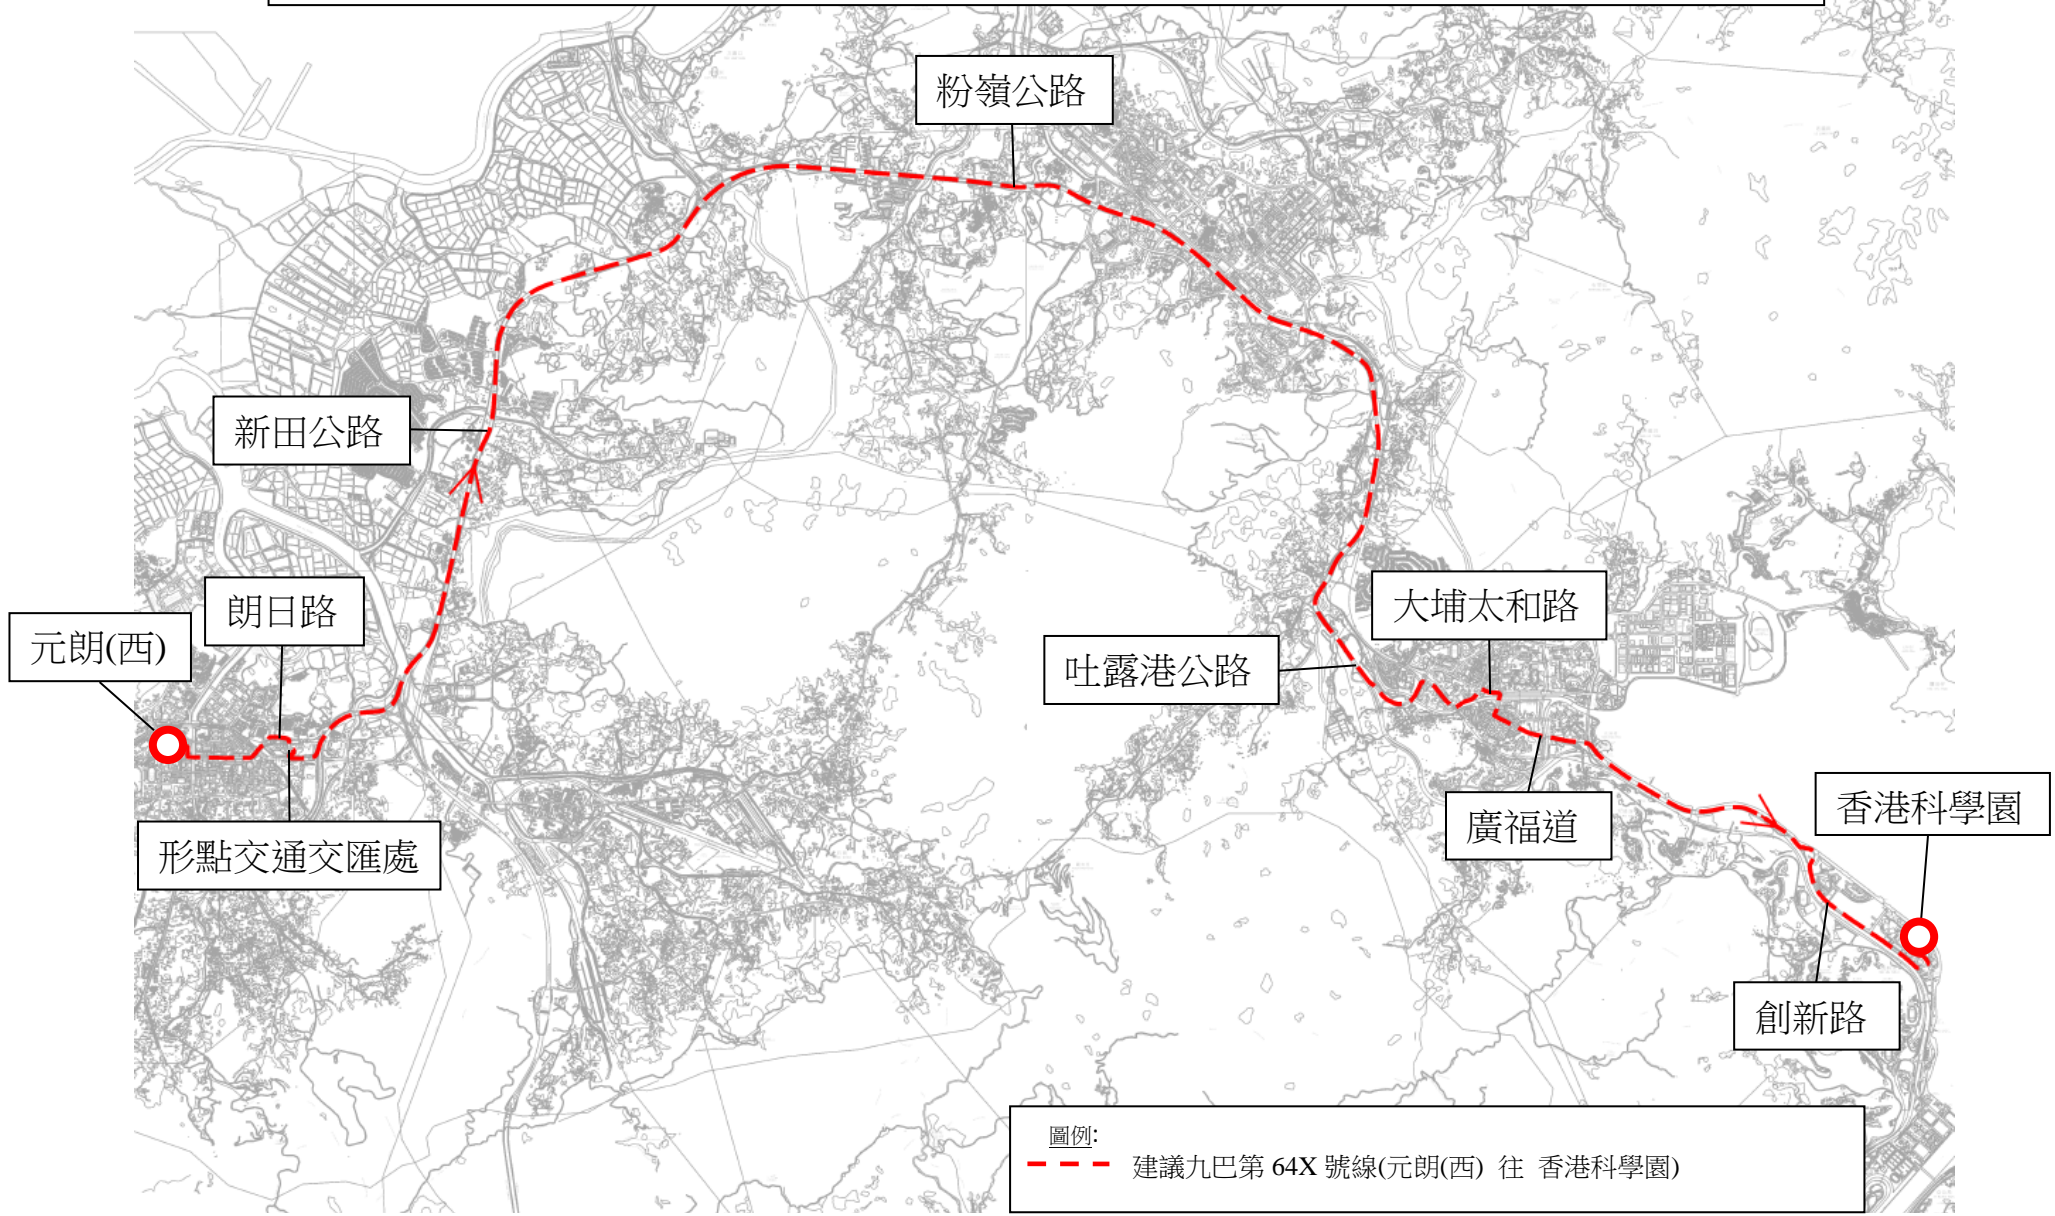 粉嶺公路
新田公路
朗日路
元朗(西)
大埔太和路
吐露港公路
形點交通交匯處
廣福道
香港科學園
創新路
圖例:
建議九巴第 64X 號線(元朗(西) 往 香港科學園)